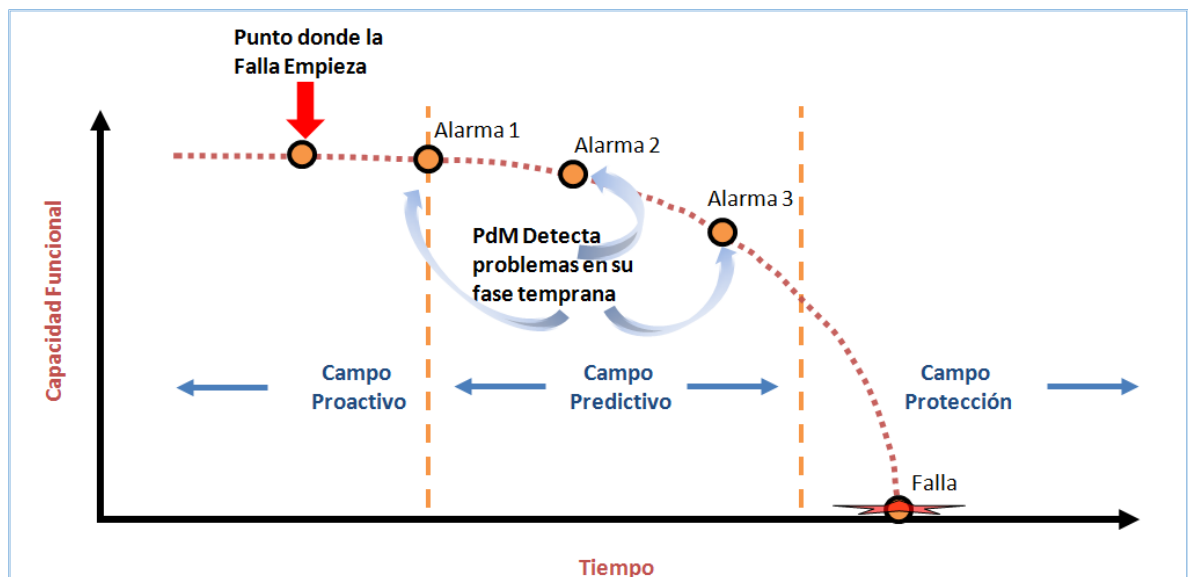 Punto donde la
Falla Empieza
Alarma 1
Alarma 2
Alarma 3
PdM Detecta
problemas en su
fase temprana
Capacidad Funcional
Campo
Proactivo
Campo
Predictivo
Campo
Protección
Falla
Tiempo